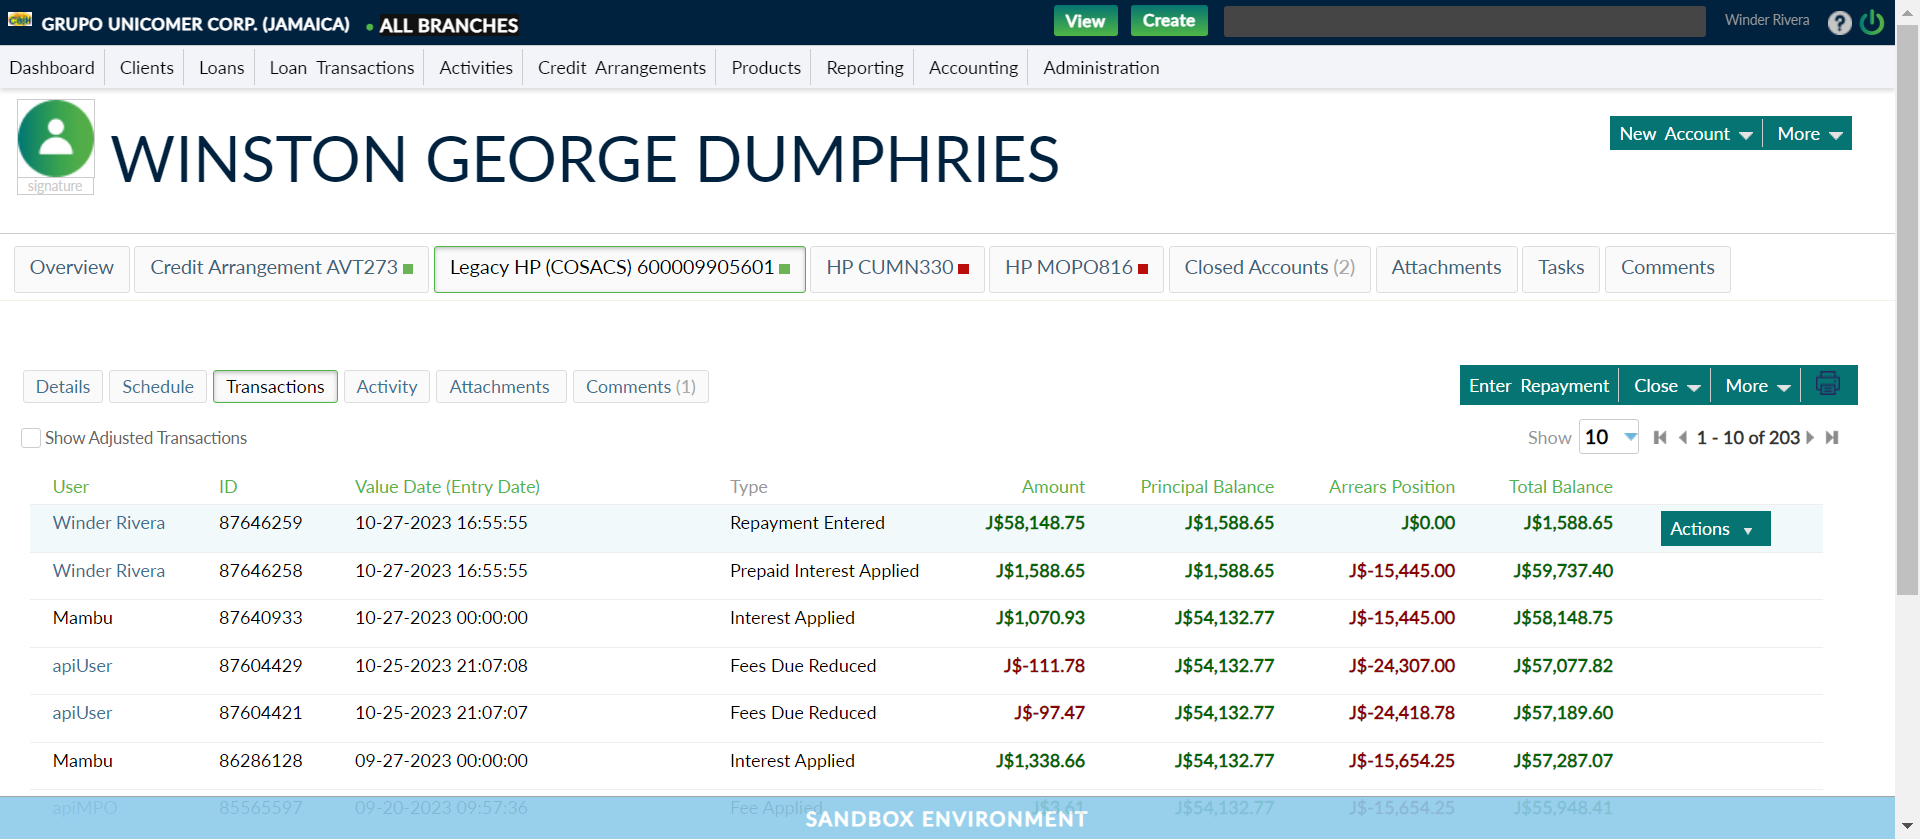 Cash GRUPO UNICOMER CORP. (JAMAICA) • ALL BRANCHES View Create Winder Rivera ?
Dashboard Clients Loans Loan Transactions Activities Credit Arrangements Products Reporting Accounting Administration
WINSTON GEORGE DUMPHRIES
New Account More
signature
Overview Credit Arrangement AVT273 Legacy HP (COSACS) 600009905601 HP CUMN330 HP MOPO816 Closed Accounts (2) Attachments Tasks Comments
Details Schedule Transactions Activity Attachments Comments (1) Enter Repayment Close More
Show Adjusted Transactions Show 10 1 - 10 of 203
User ID Value Date (Entry Date) Type Amount Principal Balance Arrears Position Total Balance
Winder Rivera 87646259 10-27-2023 16:55:55 Repayment Entered J$58,148.75 J$1,588.65 J$0.00 J$1,588.65 Actions
Winder Rivera 87646258 10-27-2023 16:55:55 Prepaid Interest Applied J$1,588.65 J$1,588.65 J$-15,445.00 J$59,737.40
Mambu 87640933 10-27-2023 00:00:00 Interest Applied J$1,070.93 J$54,132.77 J$-15,445.00 J$58,148.75
apiUser 87604429 10-25-2023 21:07:08 Fees Due Reduced J$-111.78 J$54,132.77 J$-24,307.00 J$57,077.82
apiUser 87604421 10-25-2023 21:07:07 Fees Due Reduced J$-97.47 J$54,132.77 J$-24,418.78 J$57,189.60
Mambu 86286128 09-27-2023 00:00:00 Interest Applied J$1,338.66 J$54,132.77 J$-15,654.25 J$57,287.07
apiMPO 85565597 09-20-2023 09:57:36 Fee Applied J$3.61 J$54,132.77 J$-15,654.25 J$55,948.41
SANDBOX ENVIRONMENT